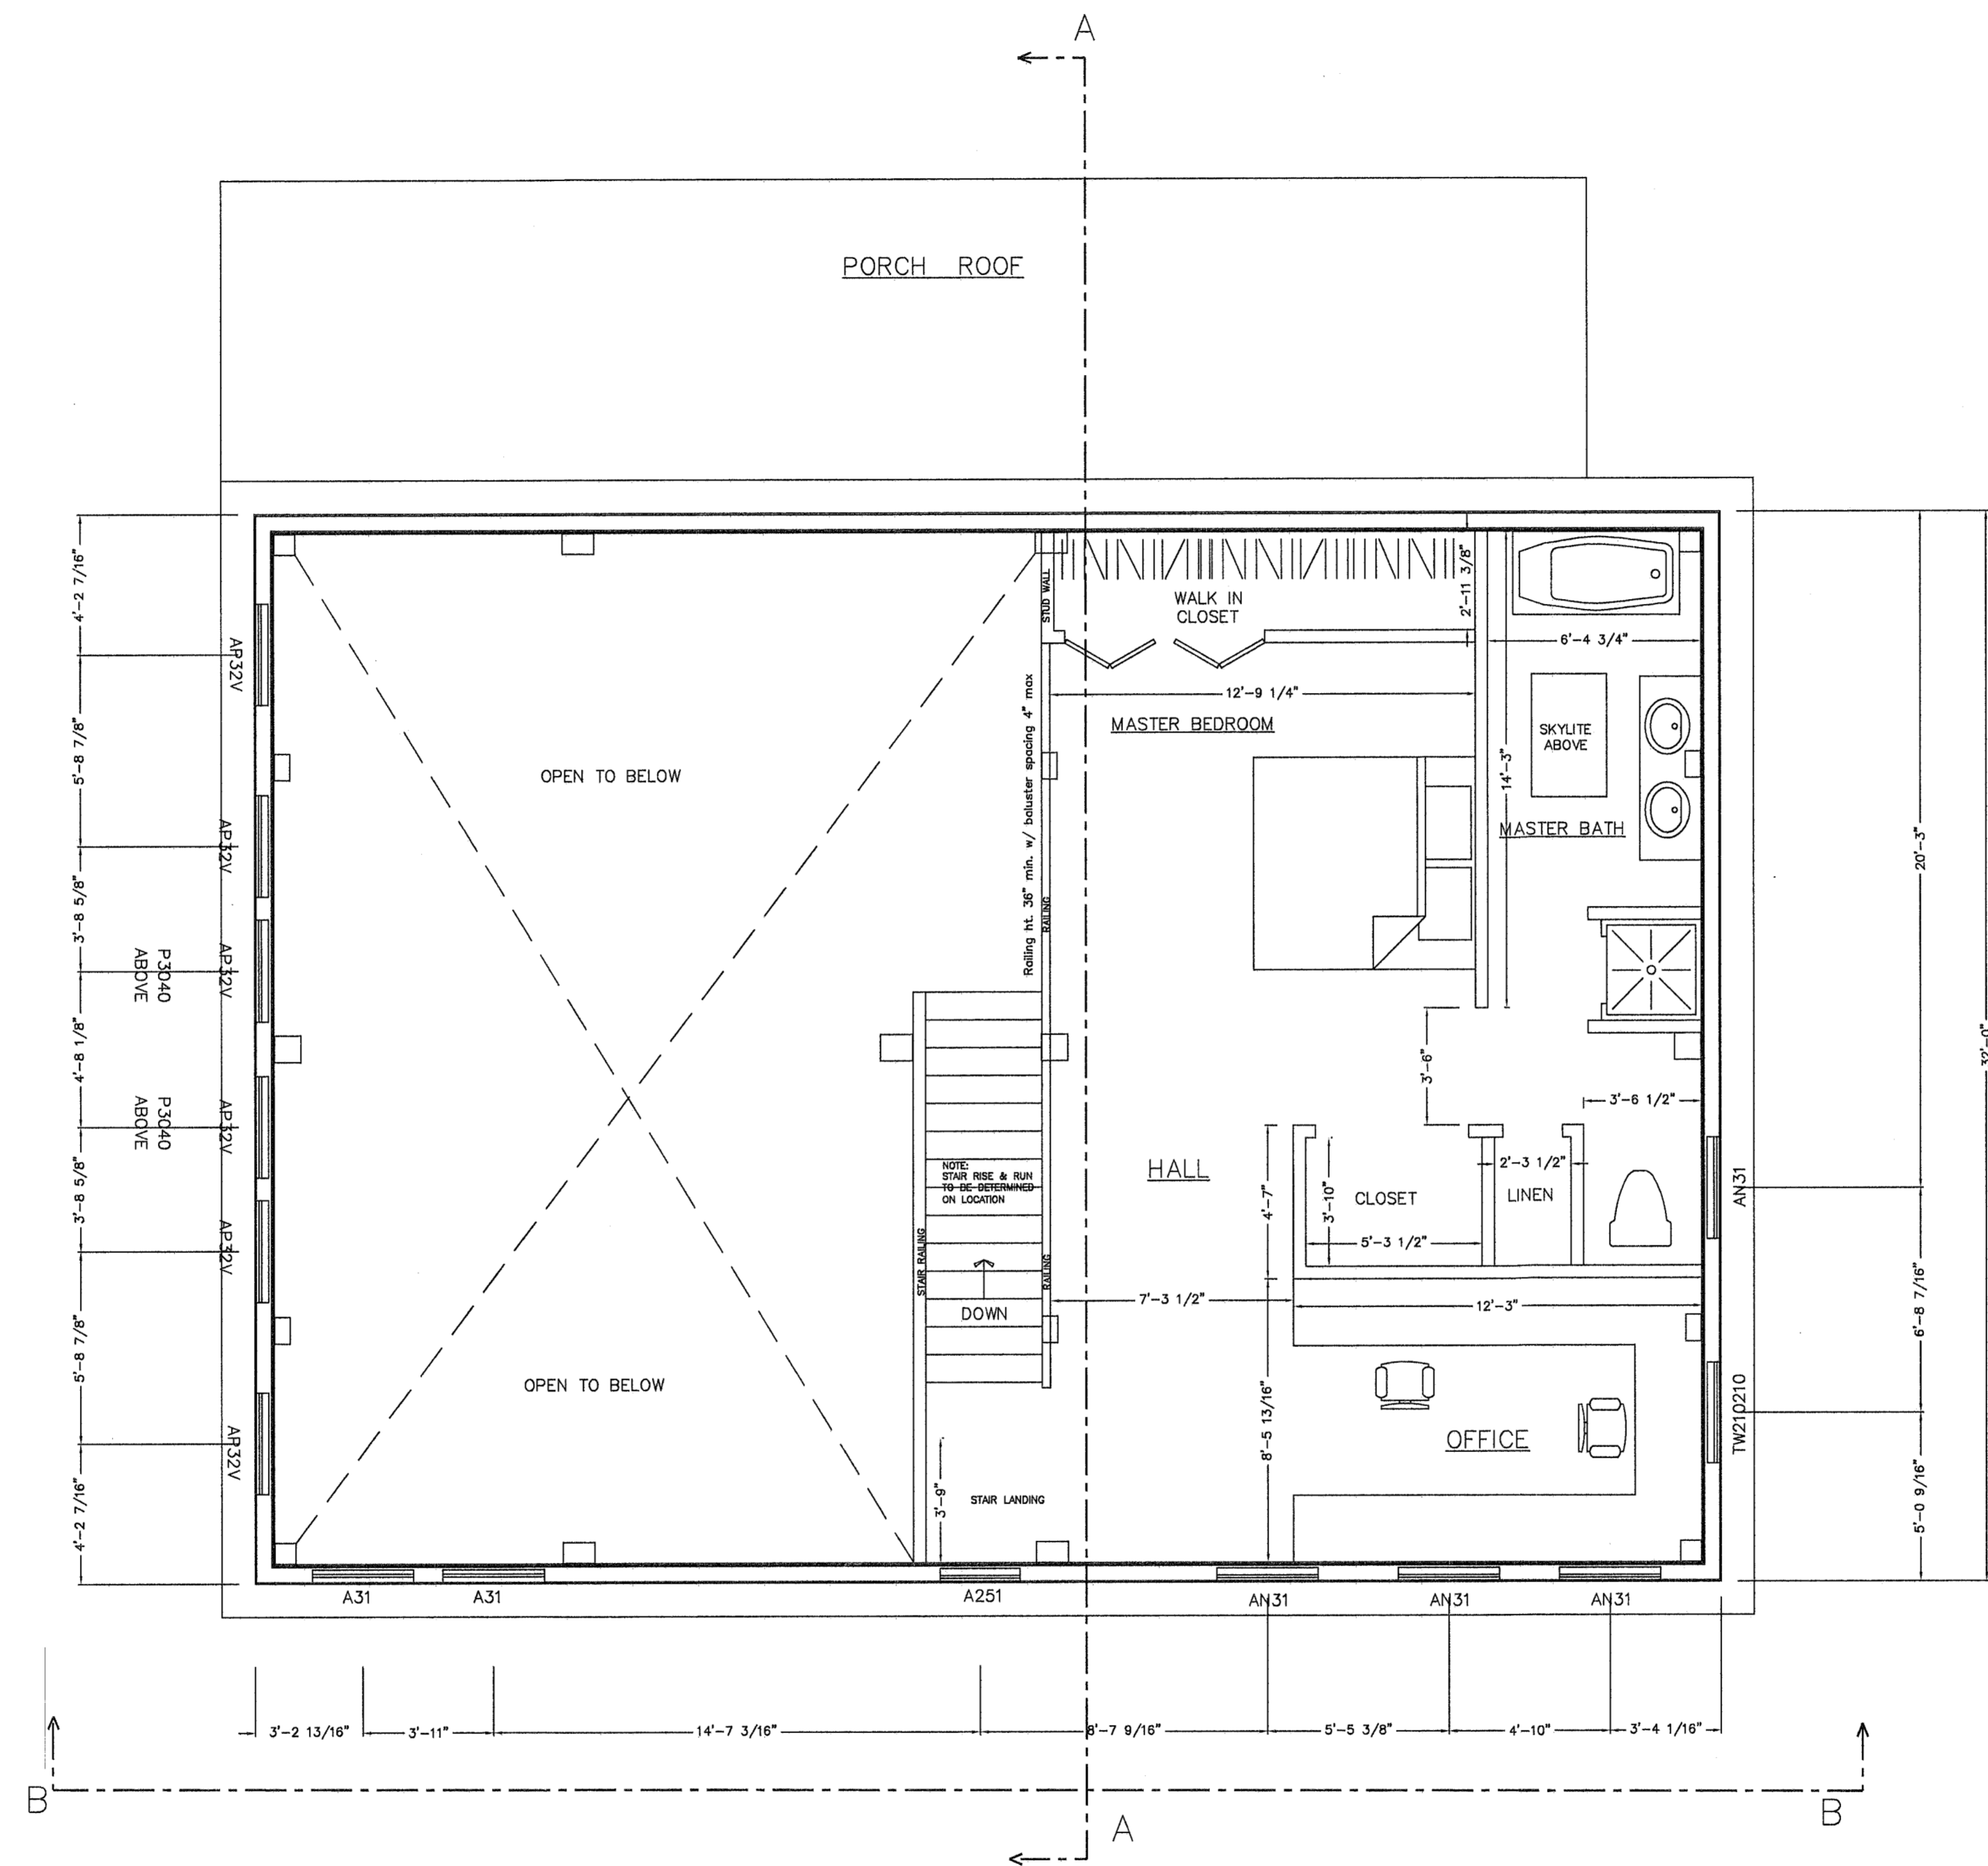 A
PORCH ROOF
4'-2 7/16"
5'-8 7/8"
3'-8 5/8"
4'-8 1/8"
3'-8 5/8"
5'-8 7/8"
4'-2 7/16"
P3040
ABOVE
P3040
ABOVE
AP32V
AP32V
AP32V
AP32V
AP32V
AP32V
OPEN TO BELOW
OPEN TO BELOW
STUD WALL
WALK IN
CLOSET
2'-11 3/8"
6'-4 3/4"
12'-9 1/4"
MASTER BEDROOM
Railing ht. 36" min. w/ baluster spacing 4" max
RAILING
14'-3"
SKYLITE
ABOVE
MASTER BATH
3'-6"
3'-6 1/2"
HALL
NOTE:
STAIR RISE & RUN
TO BE DETERMINED
ON LOCATION
4'-7"
3'-10"
CLOSET
5'-3 1/2"
2'-3 1/2"
LINEN
STAIR RAILING
RAILING
DOWN
7'-3 1/2"
12'-3"
8'-5 13/16"
OFFICE
3'-9"
STAIR LANDING
AN31
TW210210
20'-3"
6'-8 7/16"
5'-0 9/16"
32'-0"
A31
A31
A251
AN31
AN31
AN31
3'-2 13/16"
3'-11"
14'-7 3/16"
8'-7 9/16"
5'-5 3/8"
4'-10"
3'-4 1/16"
B
B
A